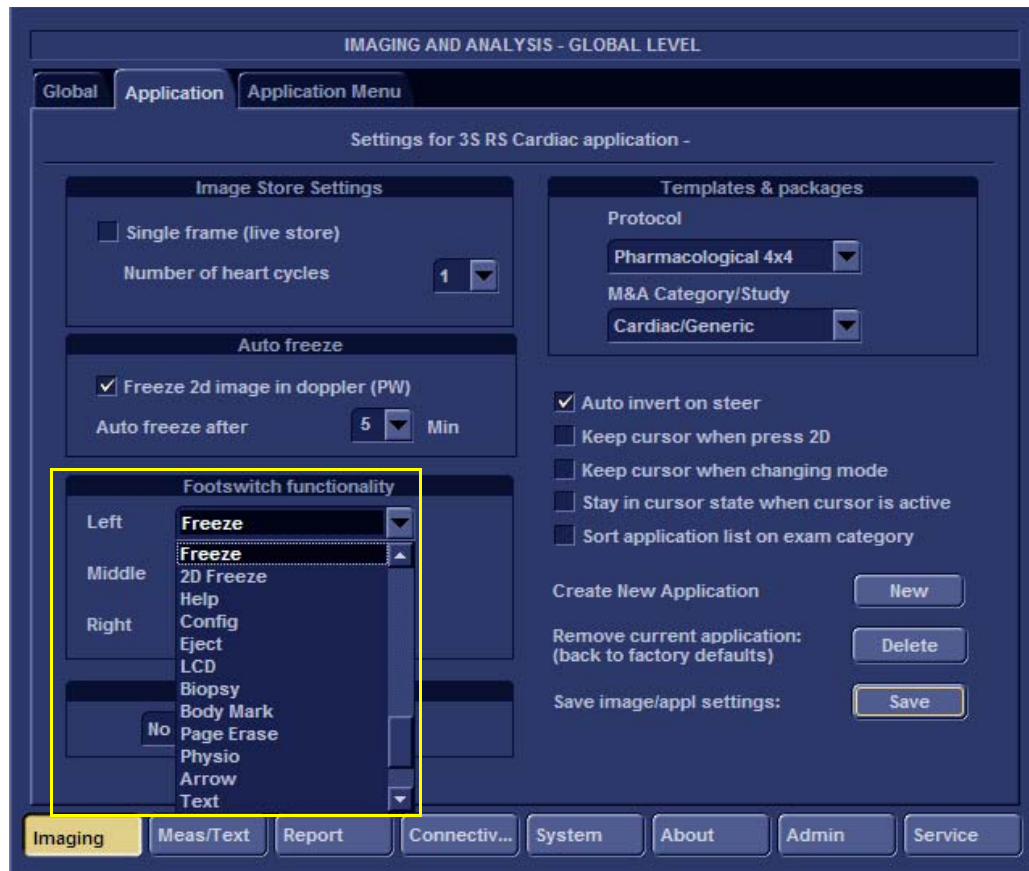 IMAGING AND ANALYSIS - GLOBAL LEVEL
Global Application Application Menu
Settings for 3S RS Cardiac application -
Image Store Settings
Single frame (live store)
Number of heart cycles 1
Auto freeze
Freeze 2d image in doppler (PW)
Auto freeze after 5 Min
Footswitch functionality
Left Freeze
Freeze
2D Freeze
Middle
Help
Config
Right
Eject
LCD
Biopsy
Body Mark
No
Page Erase
Physio
Arrow
Text
Templates & packages
Protocol
Pharmacological 4x4
M&A Category/Study
Cardiac/Generic
Auto invert on steer
Keep cursor when press 2D
Keep cursor when changing mode
Stay in cursor state when cursor is active
Sort application list on exam category
Create New Application New
Remove current application:
(back to factory defaults) Delete
Save image/appl settings: Save
Imaging Meas/Text Report Connectiv... System About Admin Service